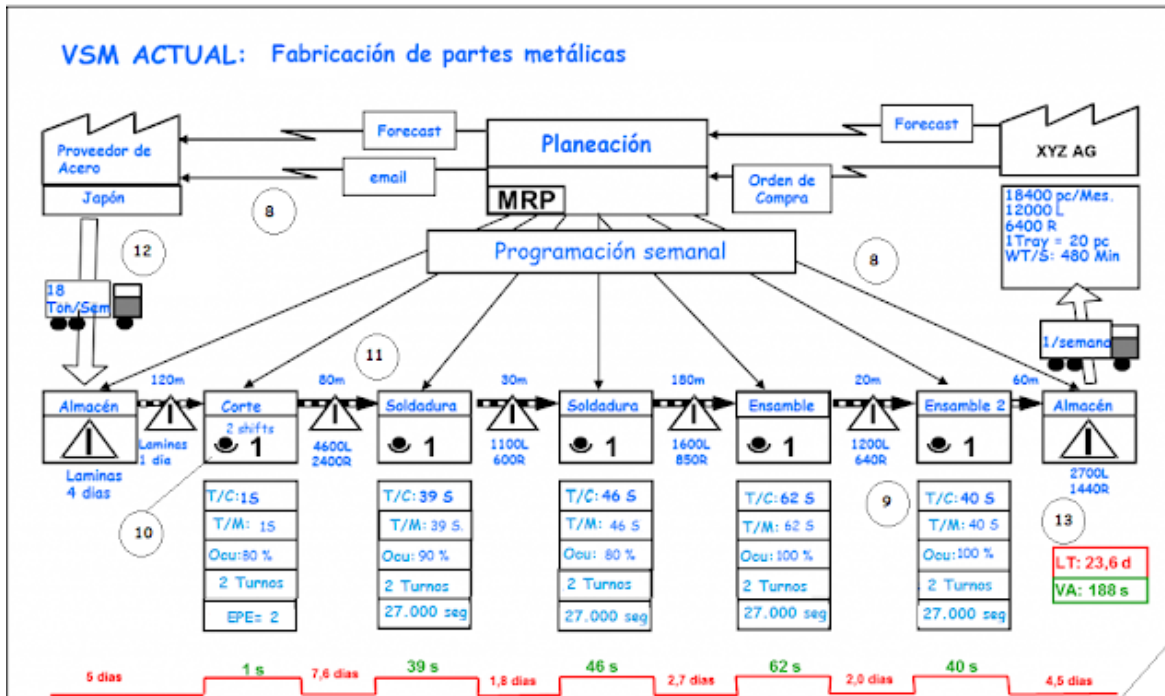 VSM ACTUAL: Fabricación de partes metálicas
Proveedor de
Acero
Japón
Forecast
email
Planeación
MRP
Forecast
Orden de
Compra
XYZ AG
18400 pc/Mes.
12000 L
6400 R
1Tray = 20 pc
WT/S: 480 Min
8
12
Programación semanal
8
18
Ton/Sem
1/semana
11
120m
80m
30m
180m
20m
60m
Almacén
Corte
Soldadura
Soldadura
Ensamble
Ensamble 2
Almacén
2 shifts
1
1
1
1
1
Laminas
1 dia
4600L
2400R
1100L
600R
1600L
850R
1200L
640R
2700L
1440R
Laminas
4 dias
10
9
13
T/C:1S
T/M: 1S
Ocu:80 %
2 Turnos
EPE= 2
T/C: 39 S
T/M: 39 S.
Ocu: 90 %
2 Turnos
27.000 seg
T/C: 46 S
T/M: 46 S
Ocu: 80 %
2 Turnos
27.000 seg
T/C: 62 S
T/M: 62 S
Ocu: 100 %
2 Turnos
27.000 seg
T/C: 40 S
T/M: 40 S
Ocu: 100 %
2 Turnos
27.000 seg
LT: 23,6 d
VA: 188 s
5 dias
1 s
7,6 dias
39 s
1,8 dias
46 s
2,7 dias
62 s
2,0 dias
40 s
4,5 dias